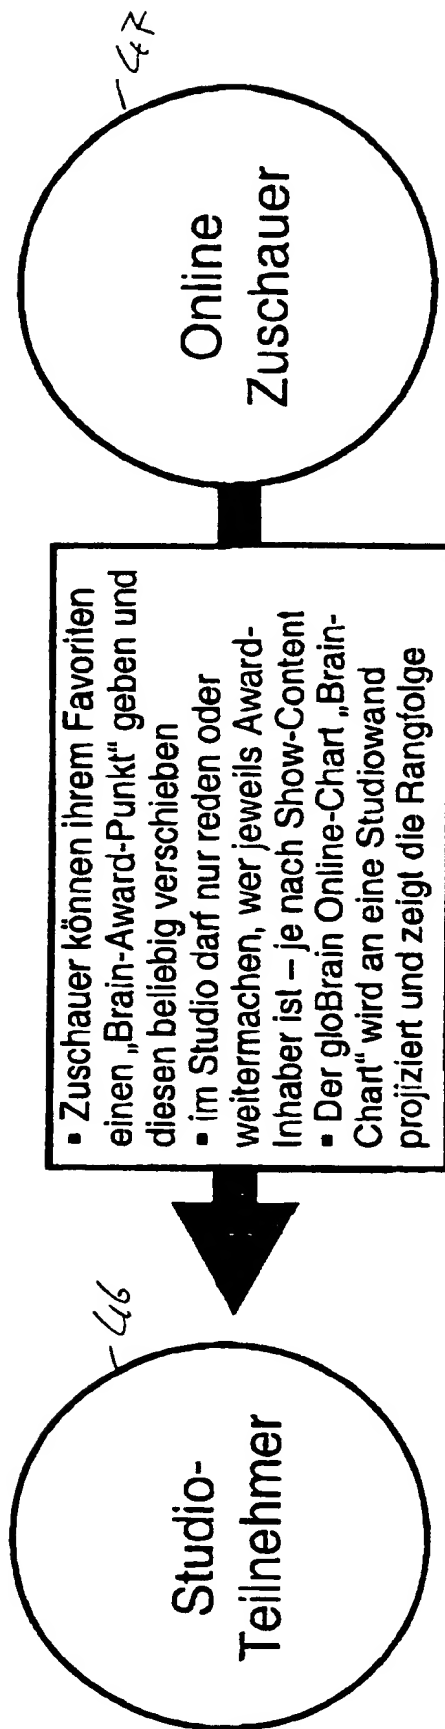 Studio-
Teilnehmer
46
▪ Zuschauer können ihrem Favoriten
einen „Brain-Award-Punkt“ geben und
diesen beliebig verschieben
▪ im Studio darf nur reden oder
weitermachen, wer jeweils Award-
Inhaber ist – je nach Show-Content
▪ Der gloBrain Online-Chart „Brain-
Chart“ wird an eine Studiowand
projiziert und zeigt die Rangfolge
Online
Zuschauer
47